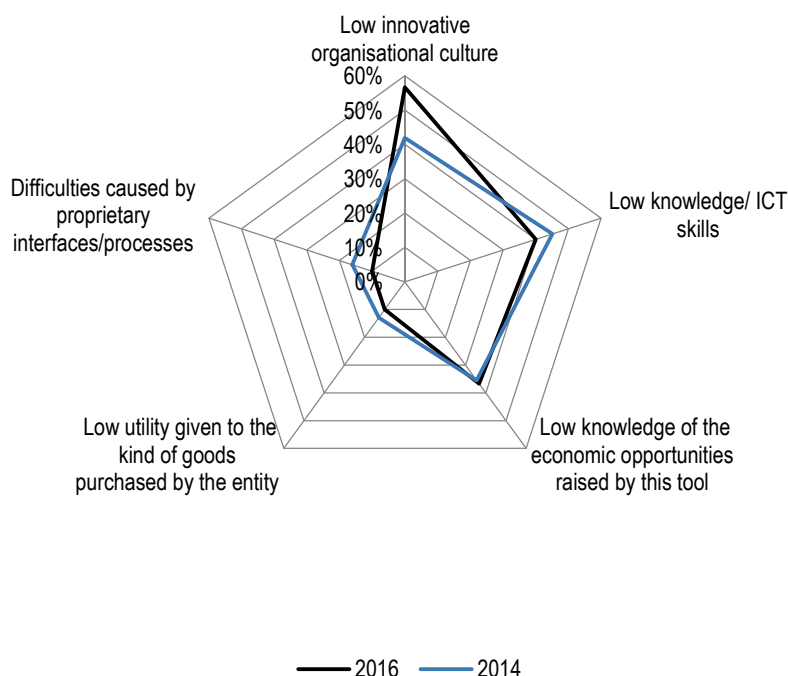 Low innovative
organisational culture
60%
50%
40%
30%
20%
10%
0%
Low knowledge/ ICT
skills
Low knowledge of the
economic opportunities
raised by this tool
Low utility given to the
kind of goods
purchased by the entity
Difficulties caused by
proprietary
interfaces/processes
2016 2014